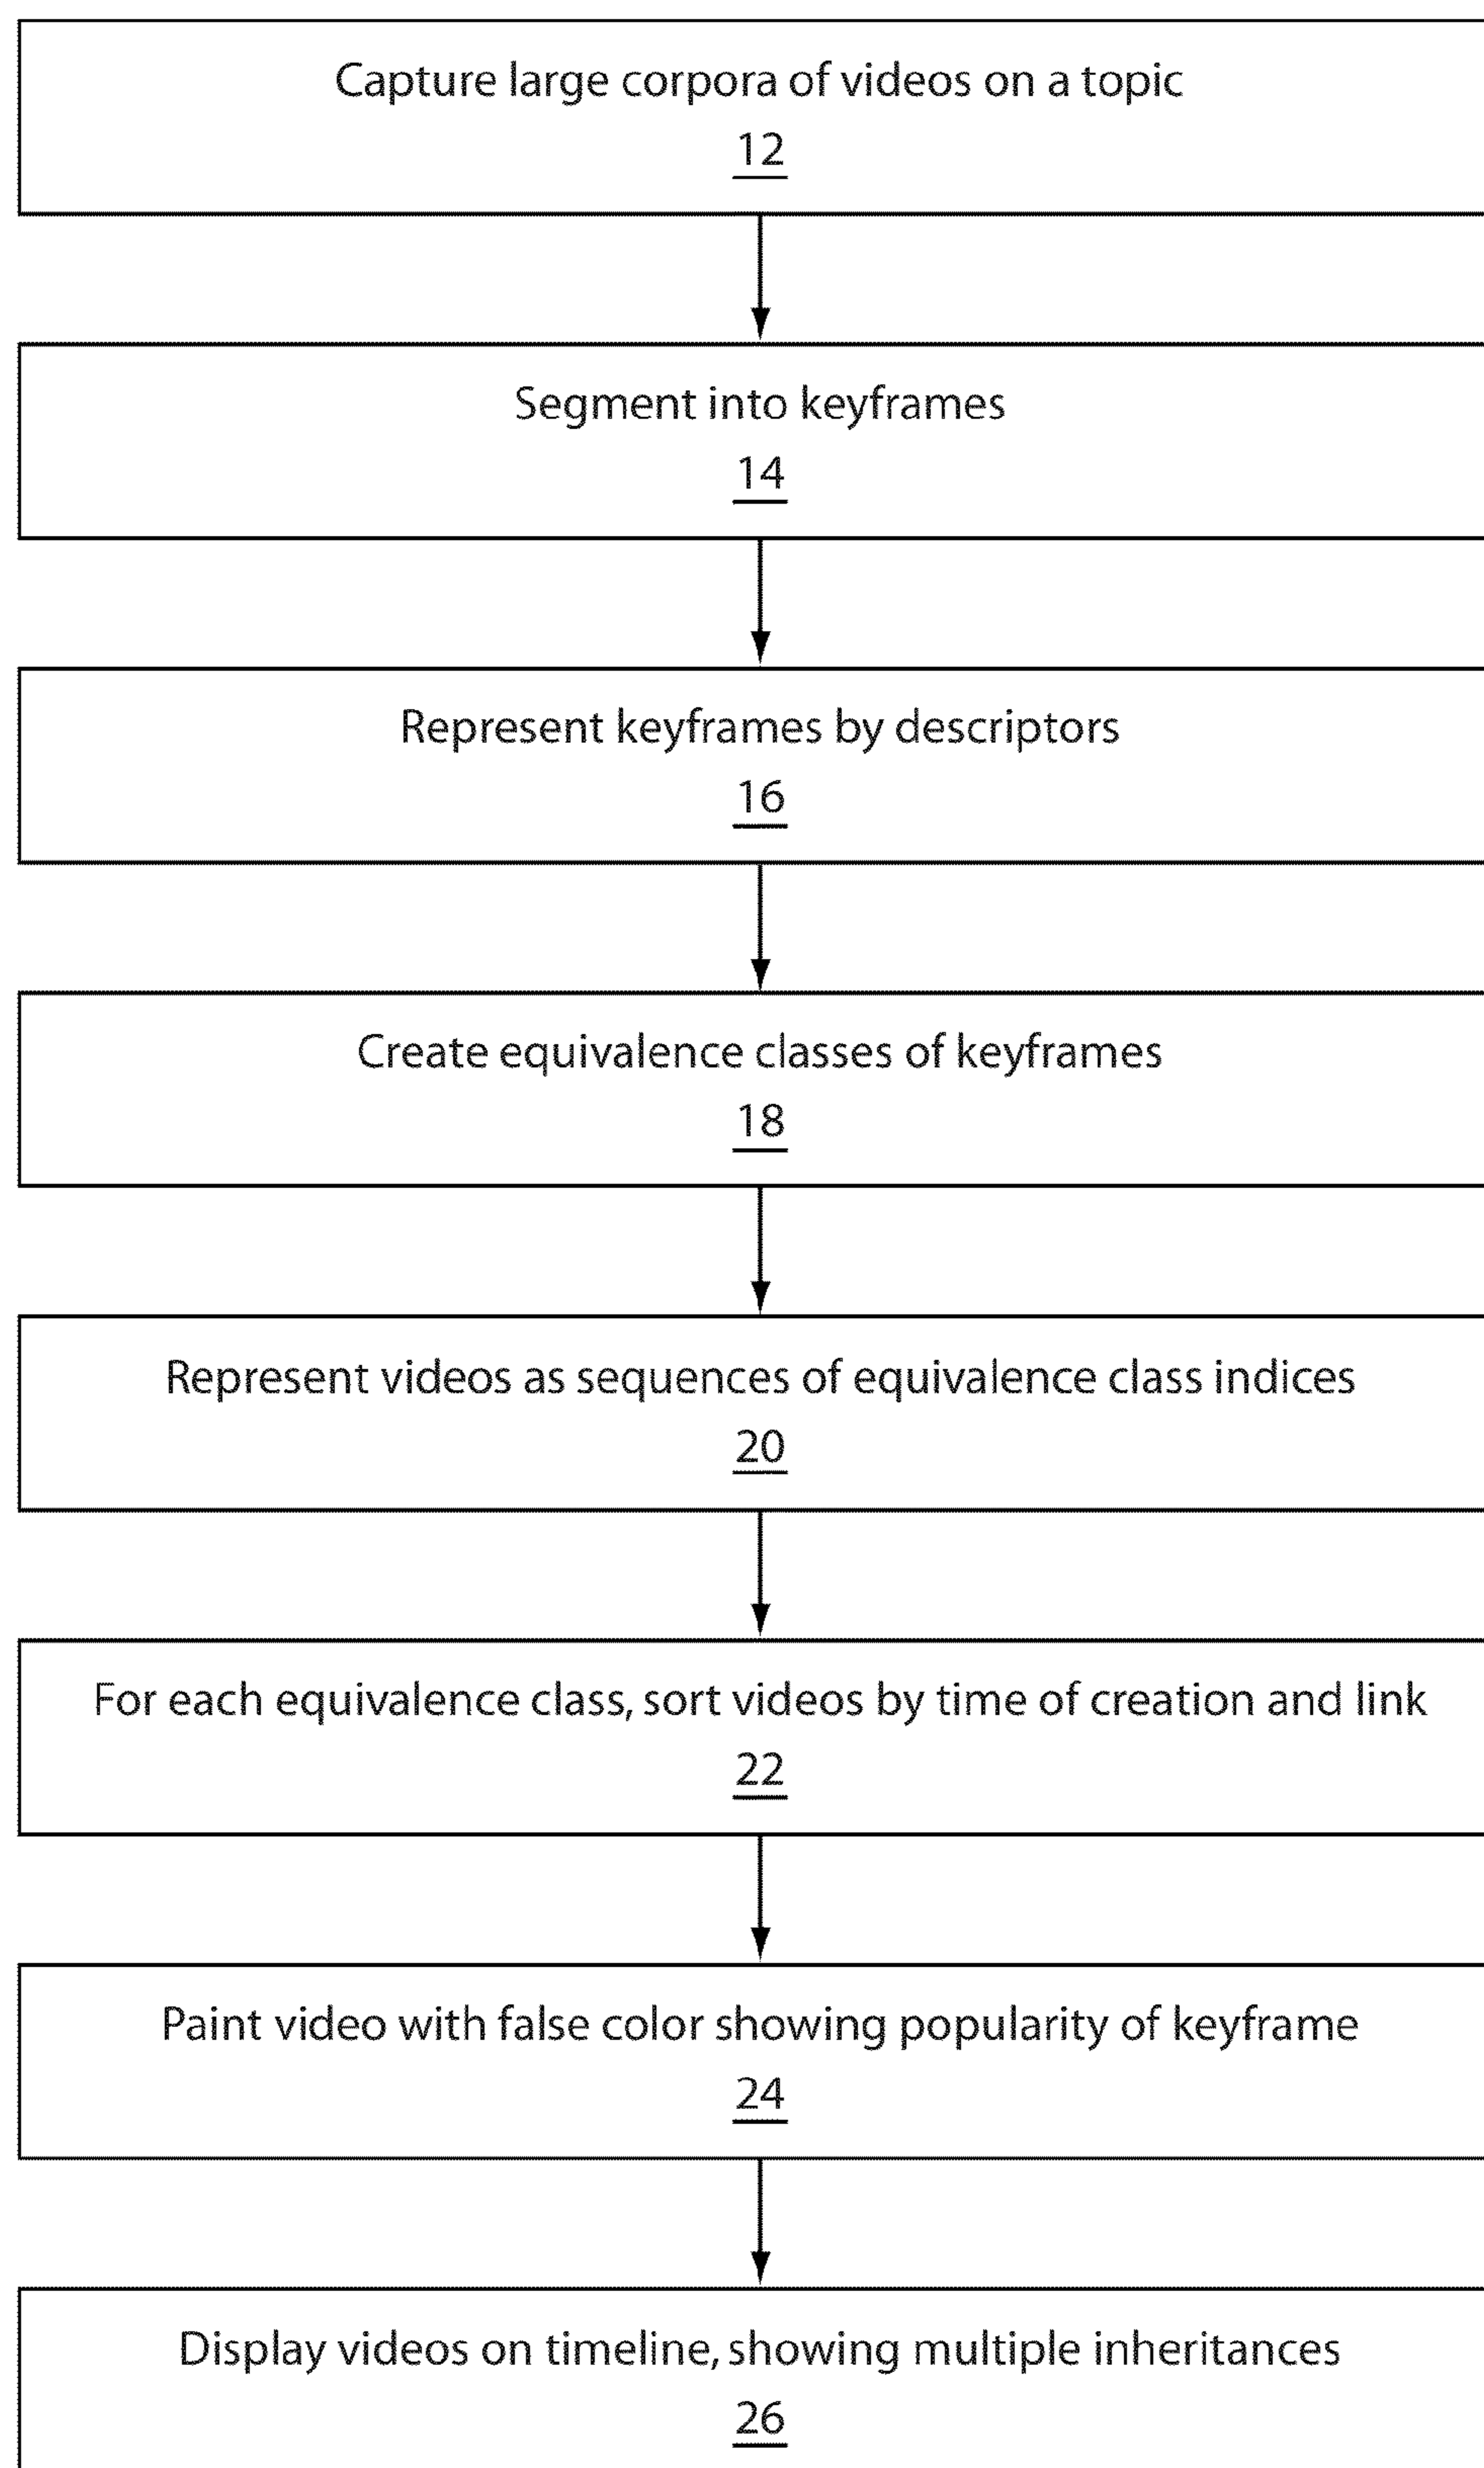 Capture large corpora of videos on a topic
12
Segment into keyframes
14
Represent keyframes by descriptors
16
Create equivalence classes of keyframes
18
Represent videos as sequences of equivalence class indices
20
For each equivalence class, sort videos by time of creation and link
22
Paint video with false color showing popularity of keyframe
24
Display videos on timeline, showing multiple inheritances
26